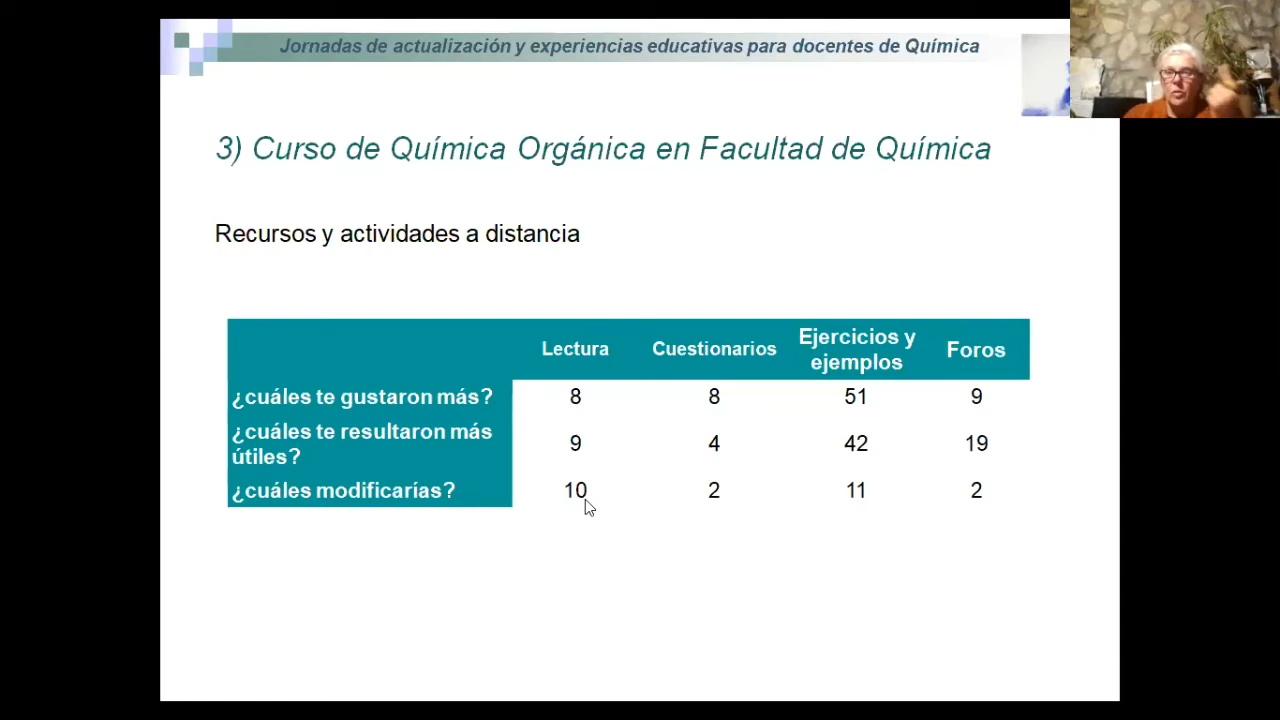 Jornadas de actualización y experiencias educativas para docentes de Química
3) Curso de Química Orgánica en Facultad de Química
Recursos y actividades a distancia
Lectura Cuestionarios Ejercicios y ejemplos Foros
¿cuáles te gustaron más? 8 8 51 9
¿cuáles te resultaron más útiles? 9 4 42 19
¿cuáles modificarías? 10 2 11 2